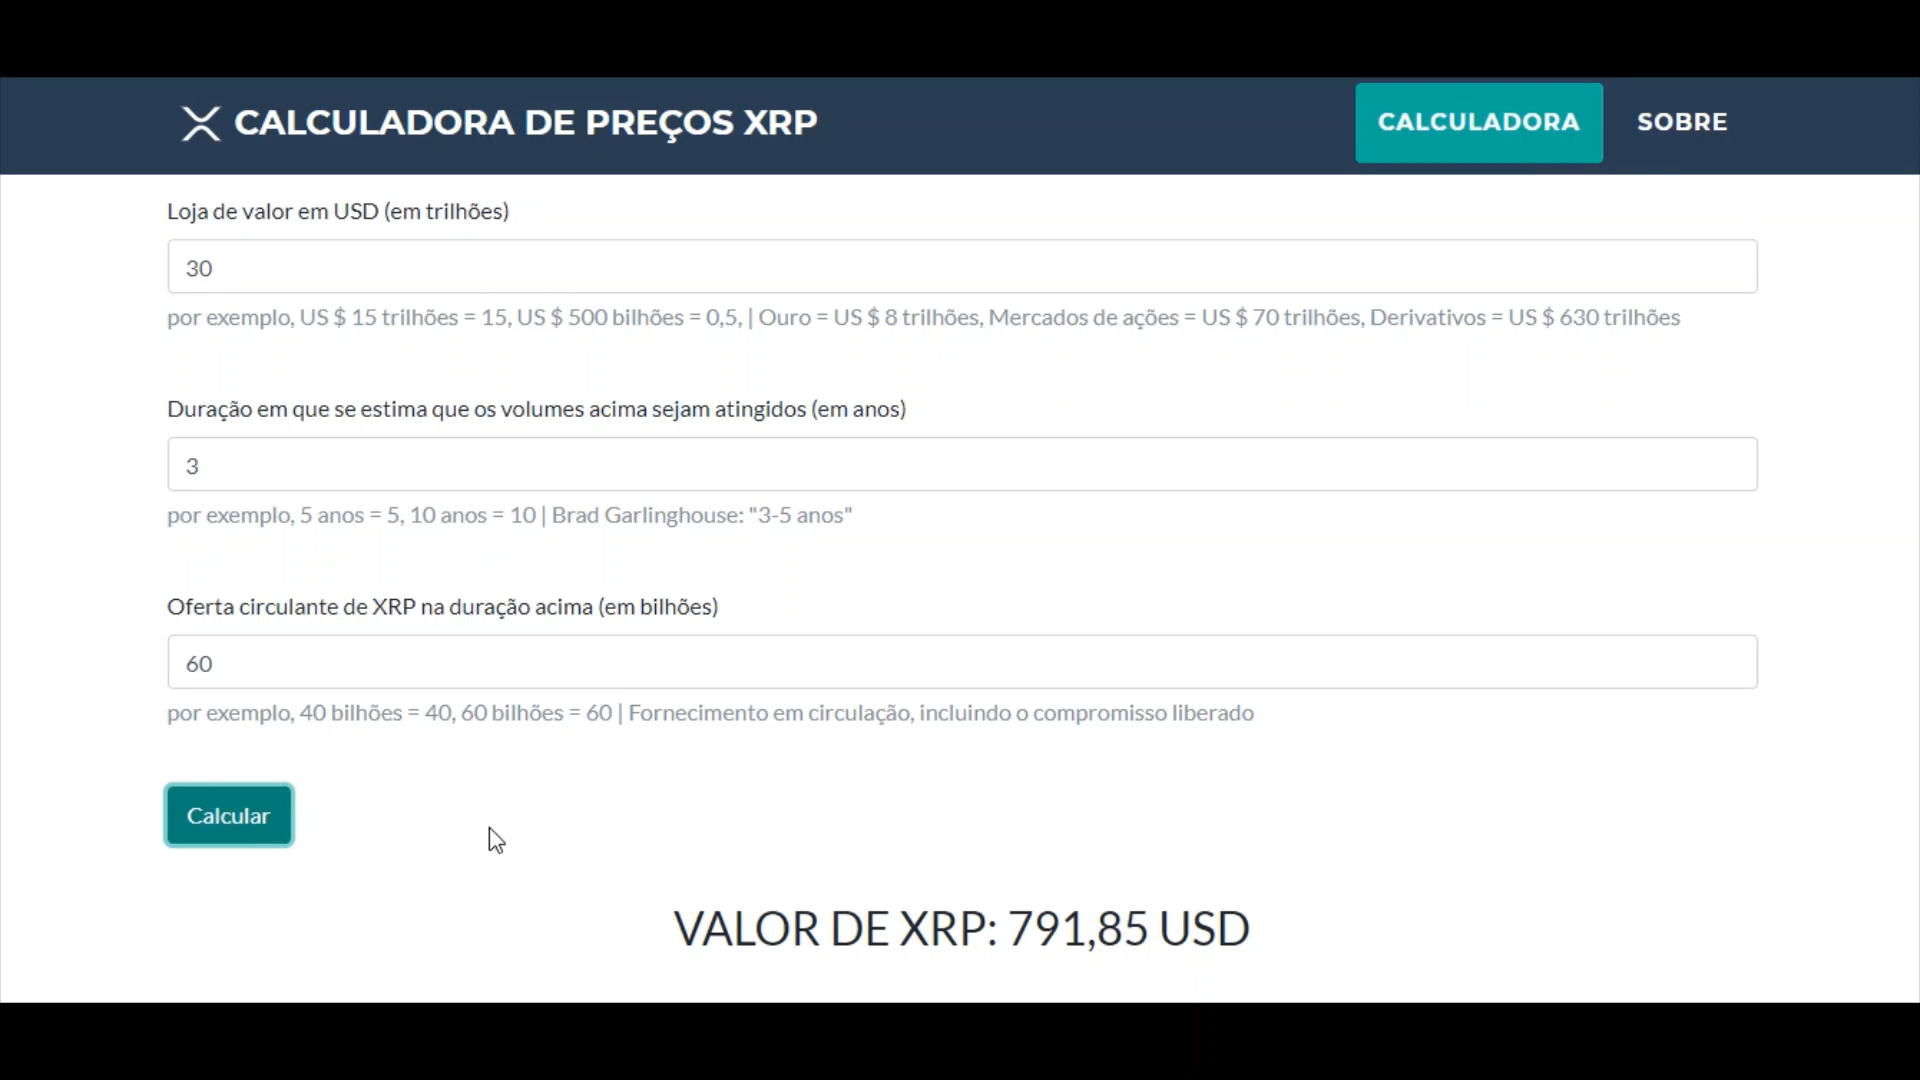 CALCULADORA DE PREÇOS XRP
CALCULADORA
SOBRE
Loja de valor em USD (em trilhões)
30
por exemplo, US $ 15 trilhões = 15, US $ 500 bilhões = 0,5, | Ouro = US $ 8 trilhões, Mercados de ações = US $ 70 trilhões, Derivativos = US $ 630 trilhões
Duração em que se estima que os volumes acima sejam atingidos (em anos)
3
por exemplo, 5 anos = 5, 10 anos = 10 | Brad Garlinghouse: "3-5 anos"
Oferta circulante de XRP na duração acima (em bilhões)
60
por exemplo, 40 bilhões = 40, 60 bilhões = 60 | Fornecimento em circulação, incluindo o compromisso liberado
Calcular
VALOR DE XRP: 791,85 USD